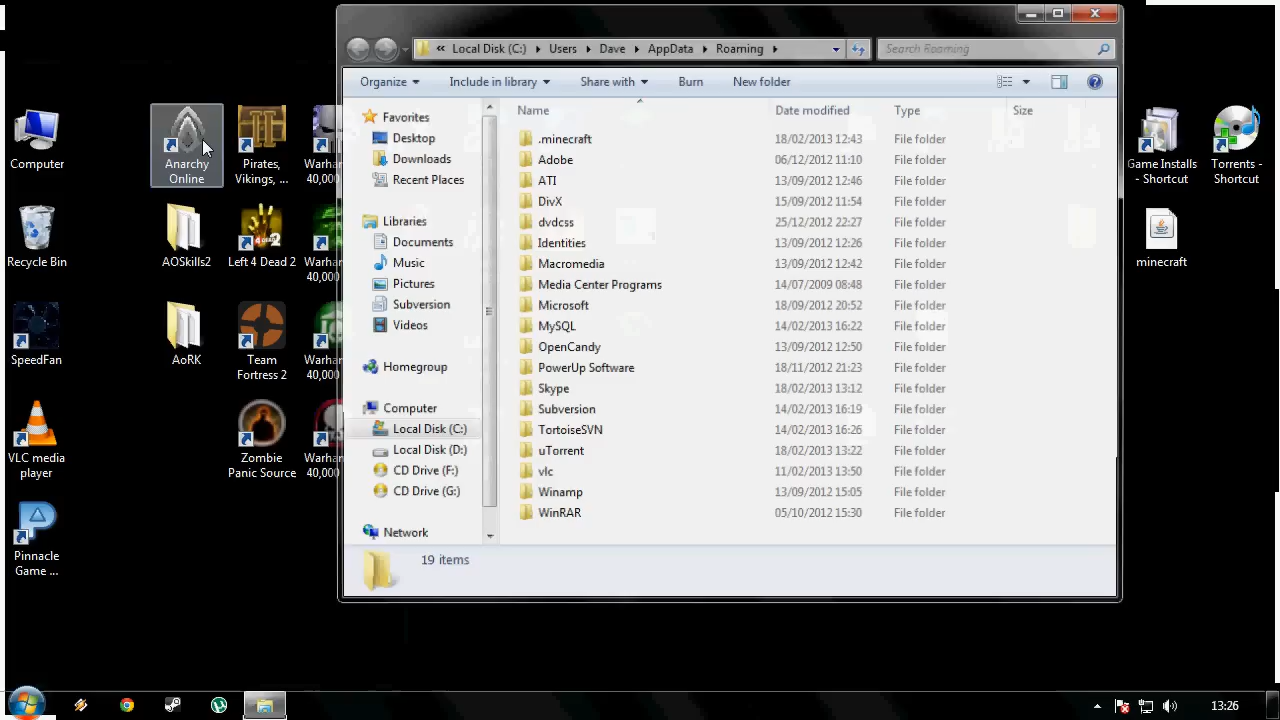 Computer
Anarchy
Online
Pirates,
Vikings, ...
Warh
40,000
Recycle Bin
AOSkills2
Left 4 Dead 2
Warh
40,000
SpeedFan
AoRK
Team
Fortress 2
Warh
40,000
VLC media
player
Zombie
Panic Source
Warh
40,000
Pinnacle
Game ...
« Local Disk (C:) Users Dave AppData Roaming
Search Roaming
Organize Include in library Share with Burn New folder
Favorites
Desktop
Downloads
Recent Places
Libraries
Documents
Music
Pictures
Subversion
Videos
Homegroup
Computer
Local Disk (C:)
Local Disk (D:)
CD Drive (F:)
CD Drive (G:)
Network
Name Date modified Type Size
.minecraft 18/02/2013 12:43 File folder
Adobe 06/12/2012 11:10 File folder
ATI 13/09/2012 12:46 File folder
DivX 15/09/2012 11:54 File folder
dvdcss 25/12/2012 22:27 File folder
Identities 13/09/2012 12:26 File folder
Macromedia 13/09/2012 12:42 File folder
Media Center Programs 14/07/2009 08:48 File folder
Microsoft 18/09/2012 20:52 File folder
MySQL 14/02/2013 16:22 File folder
OpenCandy 13/09/2012 12:50 File folder
PowerUp Software 18/11/2012 21:23 File folder
Skype 18/02/2013 13:12 File folder
Subversion 14/02/2013 16:19 File folder
TortoiseSVN 14/02/2013 16:26 File folder
uTorrent 18/02/2013 13:22 File folder
vlc 11/02/2013 13:50 File folder
Winamp 13/09/2012 15:05 File folder
WinRAR 05/10/2012 15:30 File folder
19 items
Game Installs
- Shortcut
Torrents -
Shortcut
minecraft
13:26